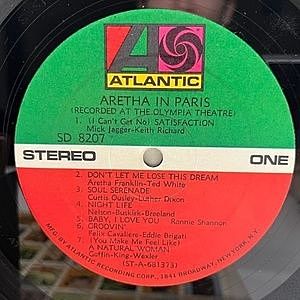 ATLANTIC
ARETHA IN PARIS
(RECORDED AT THE OLYMPIA THEATRE)
1. (I Can't Get No) SATISFACTION
Mick Jagger-Keith Richard
SD 8207
STEREO
ONE
2. DON'T LET ME LOSE THIS DREAM
Aretha Franklin-Ted White
3. SOUL SERENADE
Curtis Ousley-Luther Dixon
4. NIGHT LIFE
Nelson-Buskirk-Breeland
5. BABY, I LOVE YOU Ronnie Shannon
6. GROOVIN'
Felix Cavaliere-Eddie Brigati
7. (You Make Me Feel Like)
A NATURAL WOMAN
Goffin-King-Wexler
(ST-A-681373)
MFG BY ATLANTIC RECORDING CORP., 1841 BROADWAY, NEW YORK, N.Y.